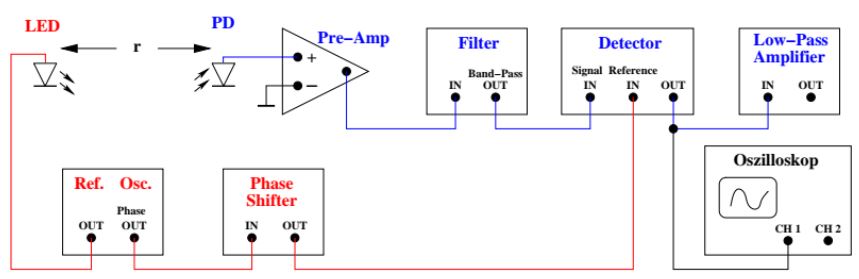 LED
r
PD
Pre-Amp
+
−
Filter
Band-Pass
IN OUT
Detector
Signal Reference
IN IN OUT
Low-Pass
Amplifier
IN OUT
Ref. Osc.
Phase
OUT OUT
Phase
Shifter
IN OUT
Oszilloskop
CH 1 CH 2